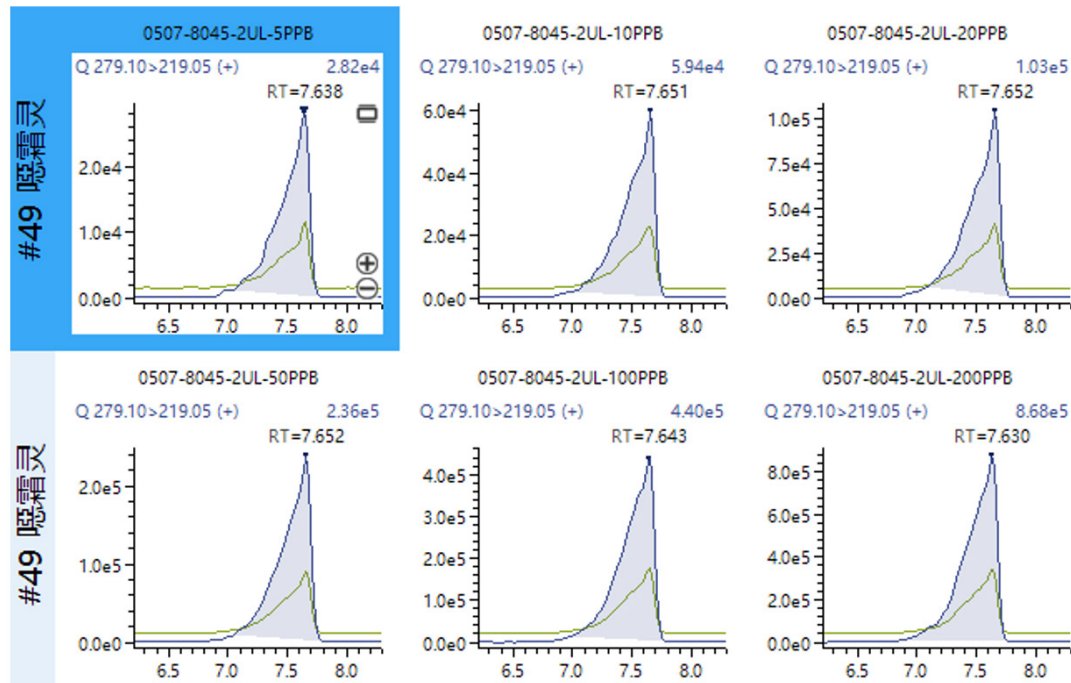 #49 噁霜灵
0507-8045-2UL-5PPB
Q 279.10>219.05 (+) 2.82e4
RT=7.638
2.0e4
1.0e4
0.0e0
6.5 7.0 7.5 8.0
0507-8045-2UL-10PPB
Q 279.10>219.05 (+) 5.94e4
RT=7.651
6.0e4
4.0e4
2.0e4
0.0e0
6.5 7.0 7.5 8.0
0507-8045-2UL-20PPB
Q 279.10>219.05 (+) 1.03e5
RT=7.652
1.0e5
7.5e4
5.0e4
2.5e4
0.0e0
6.5 7.0 7.5 8.0
#49 噁霜灵
0507-8045-2UL-50PPB
Q 279.10>219.05 (+) 2.36e5
RT=7.652
2.0e5
1.0e5
0.0e0
6.5 7.0 7.5 8.0
0507-8045-2UL-100PPB
Q 279.10>219.05 (+) 4.40e5
RT=7.643
4.0e5
3.0e5
2.0e5
1.0e5
0.0e0
6.5 7.0 7.5 8.0
0507-8045-2UL-200PPB
Q 279.10>219.05 (+) 8.68e5
RT=7.630
8.0e5
6.0e5
4.0e5
2.0e5
0.0e0
6.5 7.0 7.5 8.0